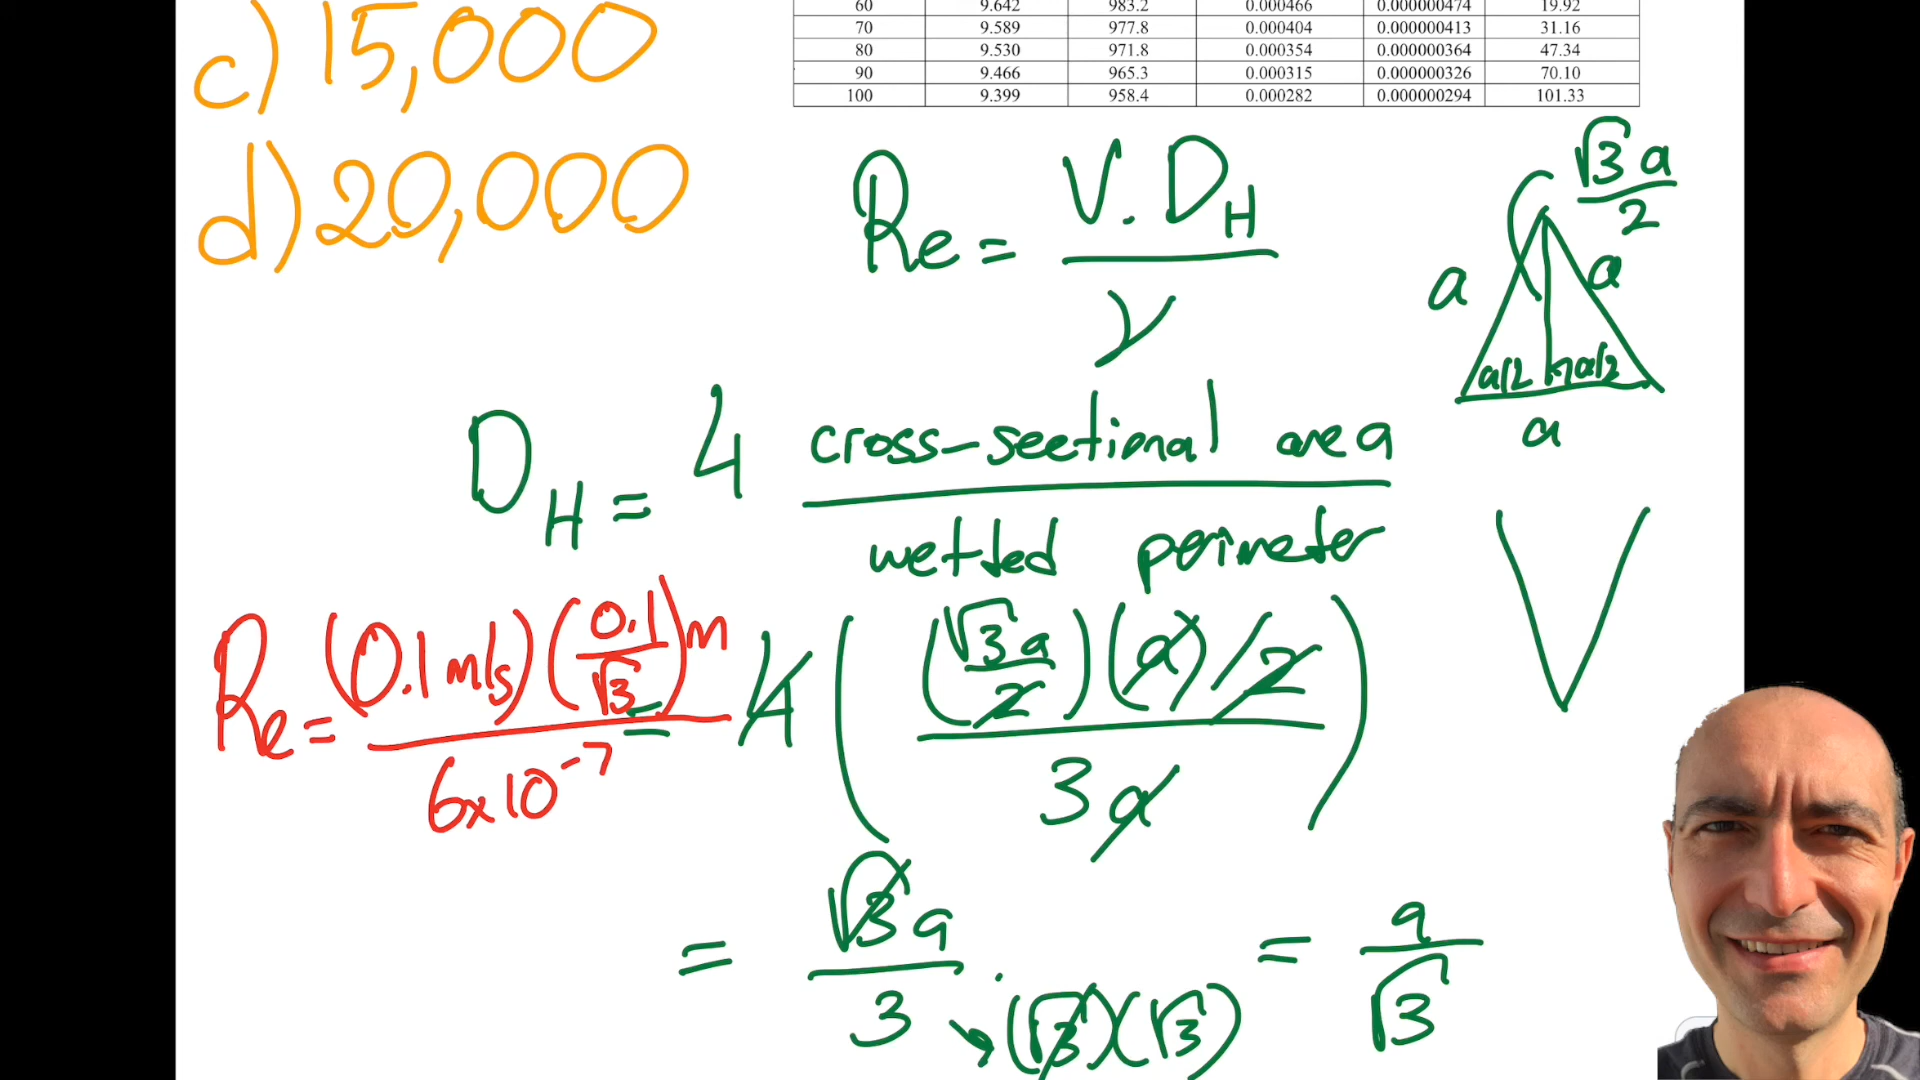 c) 15,000
d) 20,000
60 9.642 983.2 0.000466 0.000000474 19.92
70 9.589 977.8 0.000404 0.000000413 31.16
80 9.530 971.8 0.000354 0.000000364 47.34
90 9.466 965.3 0.000315 0.000000326 70.10
100 9.399 958.4 0.000282 0.000000294 101.33
Re = V . D_H / ν
√3 a / 2
a a
a/2 a/2
a
D_H = 4 cross-sectional area
wetted perimeter
Re = (0.1 m/s) (0.1 / √3) m
6x10⁻⁷
= 4 ( (√3 a / 2) (a) / 2 / 3 a )
= √3 a / 3 = a / √3
(√3)(√3)
V